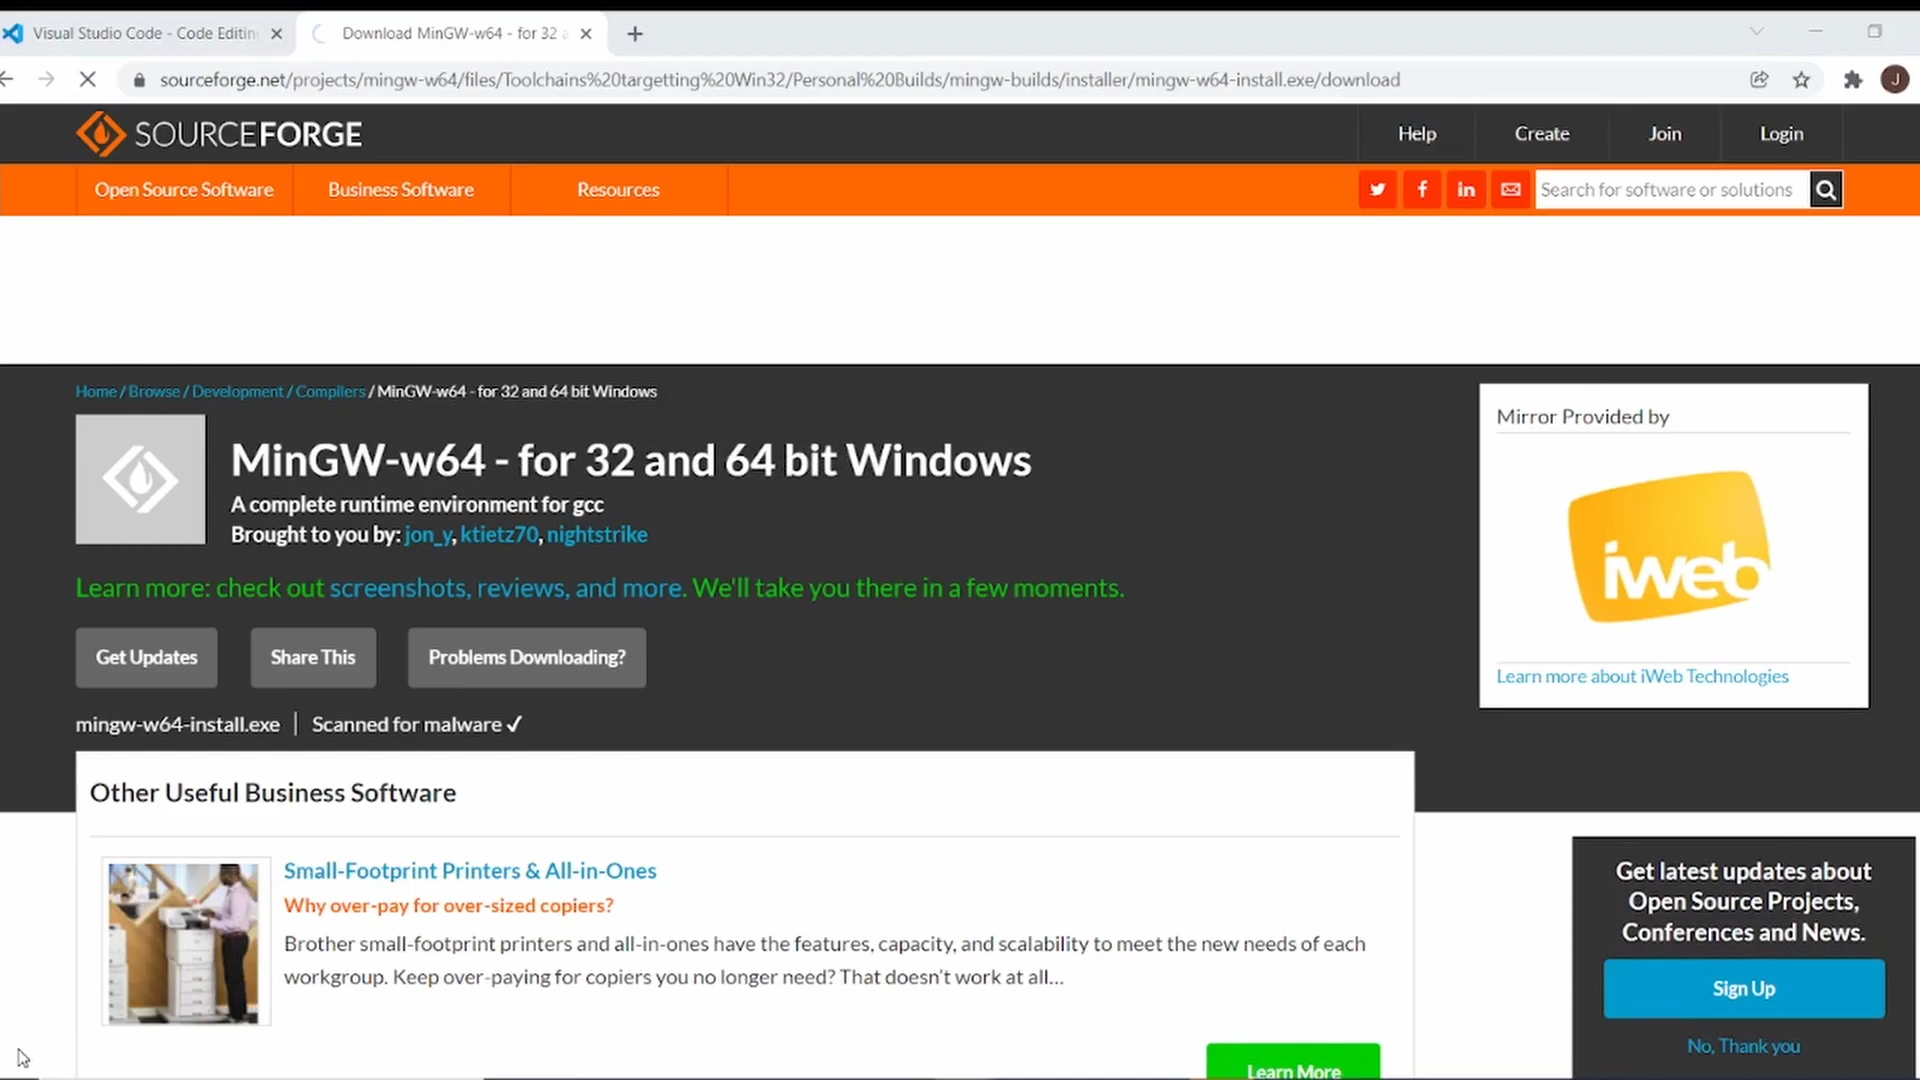 Visual Studio Code - Code Editin
Download MinGW-w64 - for 32 a
sourceforge.net/projects/mingw-w64/files/Toolchains%20targetting%20Win32/Personal%20Builds/mingw-builds/installer/mingw-w64-install.exe/download
J
SOURCEFORGE
Help
Create
Join
Login
Open Source Software
Business Software
Resources
Search for software or solutions
Home / Browse / Development / Compilers / MinGW-w64 - for 32 and 64 bit Windows
MinGW-w64 - for 32 and 64 bit Windows
A complete runtime environment for gcc
Brought to you by: jon_y, ktietz70, nightstrike
Learn more: check out screenshots, reviews, and more. We'll take you there in a few moments.
Get Updates
Share This
Problems Downloading?
mingw-w64-install.exe | Scanned for malware ✓
Mirror Provided by
iweb
Learn more about iWeb Technologies
Other Useful Business Software
Small-Footprint Printers & All-in-Ones
Why over-pay for over-sized copiers?
Brother small-footprint printers and all-in-ones have the features, capacity, and scalability to meet the new needs of each
workgroup. Keep over-paying for copiers you no longer need? That doesn't work at all...
Learn More
Get latest updates about
Open Source Projects,
Conferences and News.
Sign Up
No, Thank you